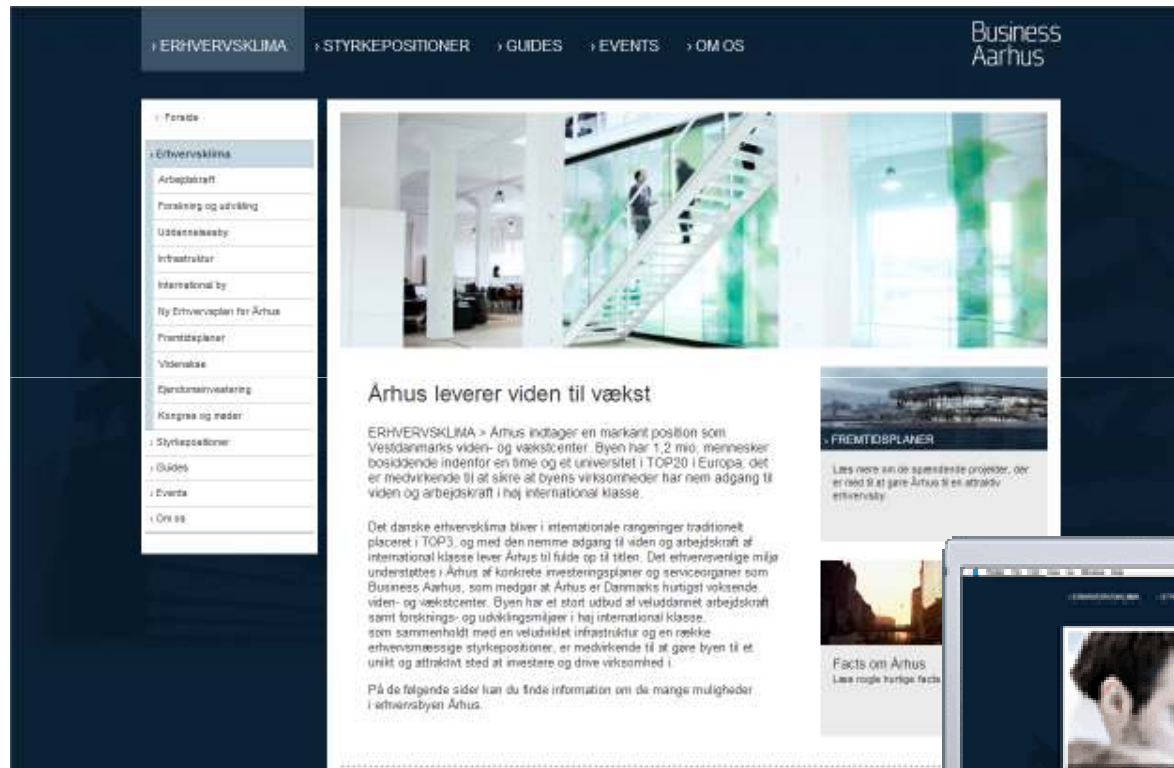 › ERHVERVSKLIMA › STYRKEPOSITIONER › GUIDES › EVENTS › OM OS
Business
Aarhus
› Forside
› Erhvervsklima
Arbejdskraft
Forskning og udvikling
Uddannelsesby
Infrastruktur
International by
Ny Erhvervsplan for Århus
Fremtidsplaner
Videnakse
Ejendomsinvestering
Kongres og møder
› Styrkepositioner
› Guides
› Events
› Om os
Århus leverer viden til vækst
ERHVERVSKLIMA > Århus indtager en markant position som
Vestdanmarks viden- og vækstcenter. Byen har 1,2 mio. mennesker
bosiddende indenfor en time og et universitet i TOP20 i Europa; det
er medvirkende til at sikre at byens virksomheder har nem adgang til
viden og arbejdskraft i høj international klasse.
Det danske erhvervsklima bliver i internationale rangeringer traditionelt
placeret i TOP3, og med den nemme adgang til viden og arbejdskraft af
international klasse lever Århus til fulde op til titlen. Det erhvervsvenlige miljø
understøttes i Århus af konkrete investeringsplaner og serviceorganer som
Business Aarhus, som medgør at Århus er Danmarks hurtigst voksende
viden- og vækstcenter. Byen har et stort udbud af veluddannet arbejdskraft
samt forsknings- og udviklingsmiljøer i høj international klasse.
som sammenholdt med en veludviklet infrastruktur og en række
erhvervsmæssige styrkepositioner, er medvirkende til at gøre byen til et
unikt og attraktivt sted at investere og drive virksomhed i.
På de følgende sider kan du finde information om de mange muligheder
i erhvervsbyen Århus.
› FREMTIDSPLANER
Læs mere om de spændende projekter, der
er med til at gøre Århus til en attraktiv
erhvervsby.
Facts om Århus
Læs nogle hurtige facts
› ERHVERVSKLIMA